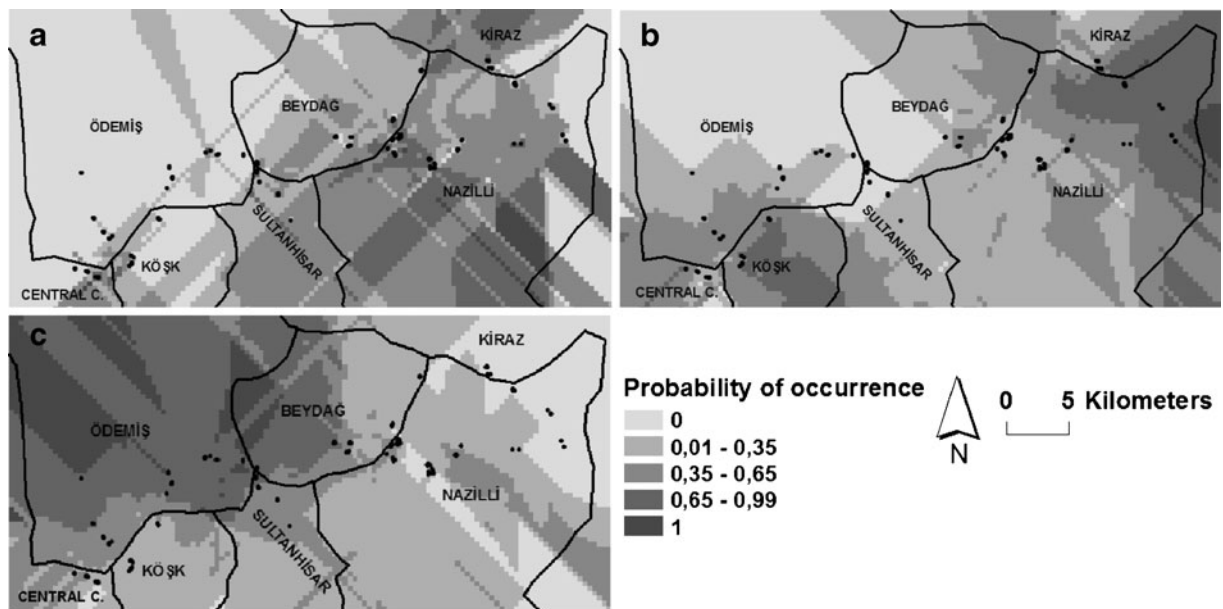 a
KİRAZ
BEYDAĞ
ÖDEMİŞ
NAZİLLİ
SULTANHİSAR
KÖŞK
CENTRAL C.
b
KİRAZ
BEYDAĞ
ÖDEMİŞ
NAZİLLİ
SULTANHİSAR
KÖŞK
CENTRAL C.
c
KİRAZ
BEYDAĞ
ÖDEMİŞ
NAZİLLİ
SULTANHİSAR
KÖŞK
CENTRAL C.
Probability of occurrence
0
0,01 - 0,35
0,35 - 0,65
0,65 - 0,99
1
N
0 5 Kilometers